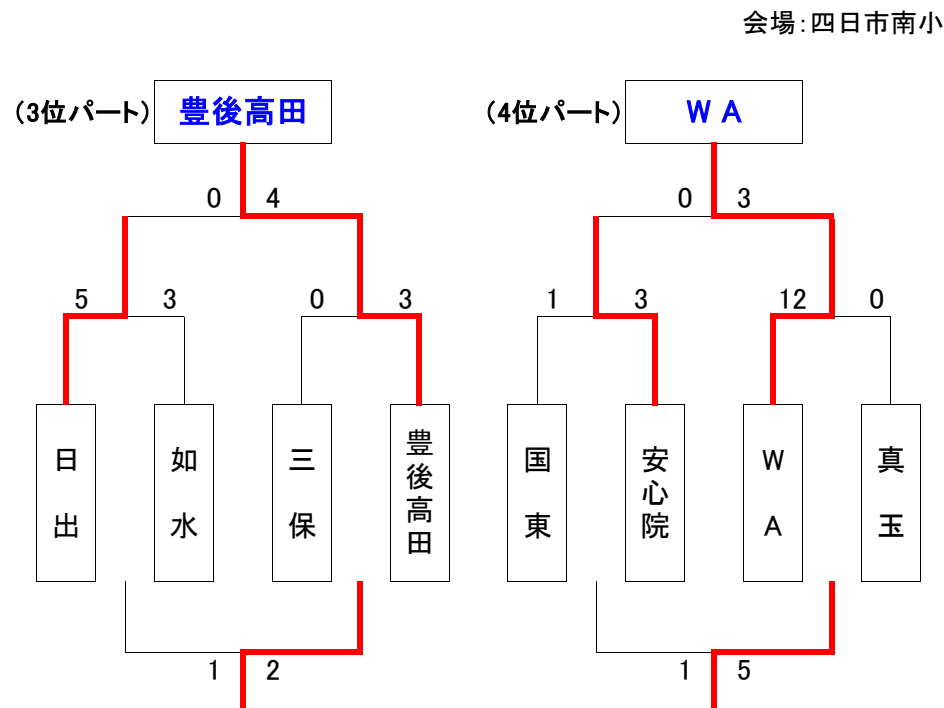 会場:四日市南小
(3位パート) 豊後高田
(4位パート) W A
0 4
0 3
5 3 0 3
1 3 12 0
日出
如水
三保
豊後高田
国東
安心院
WA
真玉
1 2
1 5